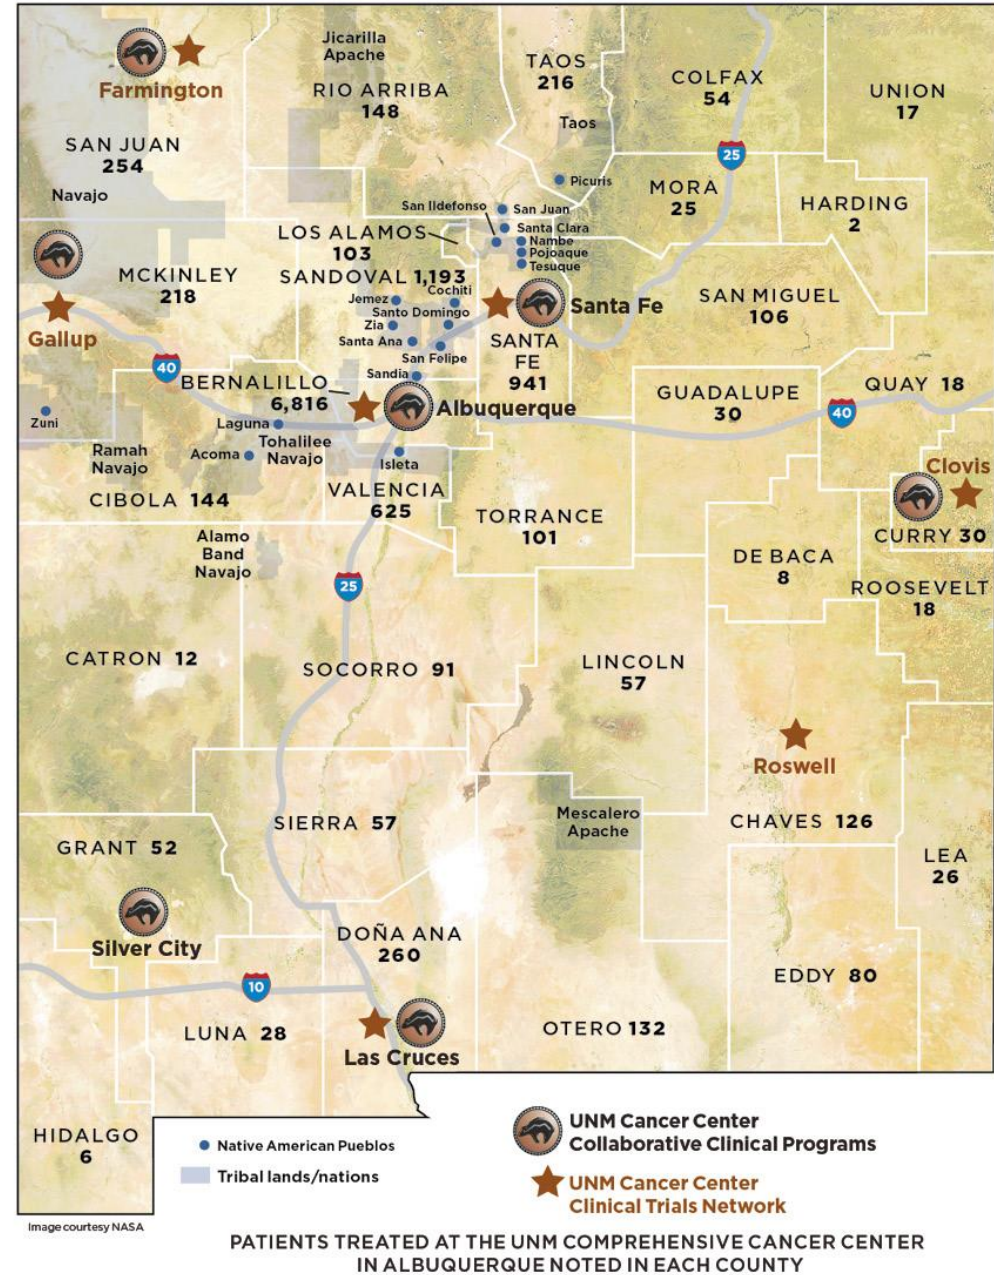 Jicarilla
Apache
TAOS
216
COLFAX
54
UNION
17
Farmington
RIO ARRIBA
148
Taos
SAN JUAN
254
25
Navajo
Picuris
MORA
25
HARDING
2
San Ildefonso
San Juan
Santa Clara
Nambe
Pojoaque
Tesuque
LOS ALAMOS
103
MCKINLEY
218
SANDOVAL 1,193
Cochiti
Jemez
Santo Domingo
Zia
Santa Ana
San Felipe
Sandia
Santa Fe
SANTA
FE
941
SAN MIGUEL
106
Gallup
40
BERNALILLO
6,816
Albuquerque
GUADALUPE
30
QUAY 18
40
Zuni
Laguna
Ramah
Navajo
Acoma
Tohalilee
Navajo
Isleta
CIBOLA 144
VALENCIA
625
TORRANCE
101
Clovis
CURRY 30
Alamo
Band
Navajo
25
DE BACA
8
ROOSEVELT
18
CATRON 12
SOCORRO 91
LINCOLN
57
Roswell
SIERRA 57
Mescalero
Apache
CHAVES 126
GRANT 52
LEA
26
Silver City
DOÑA ANA
260
EDDY 80
10
LUNA 28
Las Cruces
OTERO 132
HIDALGO
6
Native American Pueblos
Tribal lands/nations
UNM Cancer Center
Collaborative Clinical Programs
UNM Cancer Center
Clinical Trials Network
Image courtesy NASA
PATIENTS TREATED AT THE UNM COMPREHENSIVE CANCER CENTER
IN ALBUQUERQUE NOTED IN EACH COUNTY